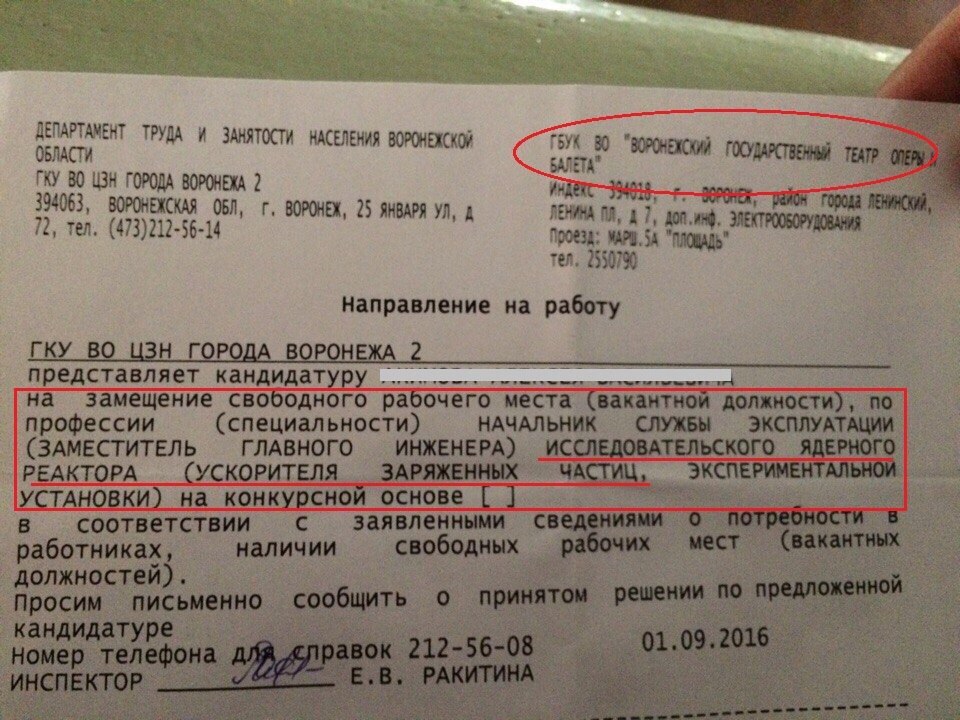 ДЕПАРТАМЕНТ ТРУДА И ЗАНЯТОСТИ НАСЕЛЕНИЯ ВОРОНЕЖСКОЙ
ОБЛАСТИ
ГКУ ВО ЦЗН ГОРОДА ВОРОНЕЖА 2
394063, ВОРОНЕЖСКАЯ ОБЛ, г. ВОРОНЕЖ, 25 ЯНВАРЯ УЛ, д
72, тел. (473)212-56-14
ГБУК ВО "ВОРОНЕЖСКИЙ ГОСУДАРСТВЕННЫЙ ТЕАТР ОПЕРЫ И
БАЛЕТА"
Индекс 394018, г. ВОРОНЕЖ, район города ЛЕНИНСКИЙ,
ЛЕНИНА ПЛ, д 7, доп.инф. ЭЛЕКТРООБОРУДОВАНИЯ
Проезд: МАРШ.5А "ПЛОЩАДЬ"
тел. 2550790
Направление на работу
ГКУ ВО ЦЗН ГОРОДА ВОРОНЕЖА 2
представляет кандидатуру
на замещение свободного рабочего места (вакантной должности), по
профессии (специальности) НАЧАЛЬНИК СЛУЖБЫ ЭКСПЛУАТАЦИИ
(ЗАМЕСТИТЕЛЬ ГЛАВНОГО ИНЖЕНЕРА) ИССЛЕДОВАТЕЛЬСКОГО ЯДЕРНОГО
РЕАКТОРА (УСКОРИТЕЛЯ ЗАРЯЖЕННЫХ ЧАСТИЦ, ЭКСПЕРИМЕНТАЛЬНОЙ
УСТАНОВКИ) на конкурсной основе [ ]
в соответствии с заявленными сведениями о потребности в
работниках, наличии свободных рабочих мест (вакантных
должностей).
Просим письменно сообщить о принятом решении по предложенной
кандидатуре
Номер телефона для справок 212-56-08 01.09.2016
ИНСПЕКТОР Е.В. РАКИТИНА